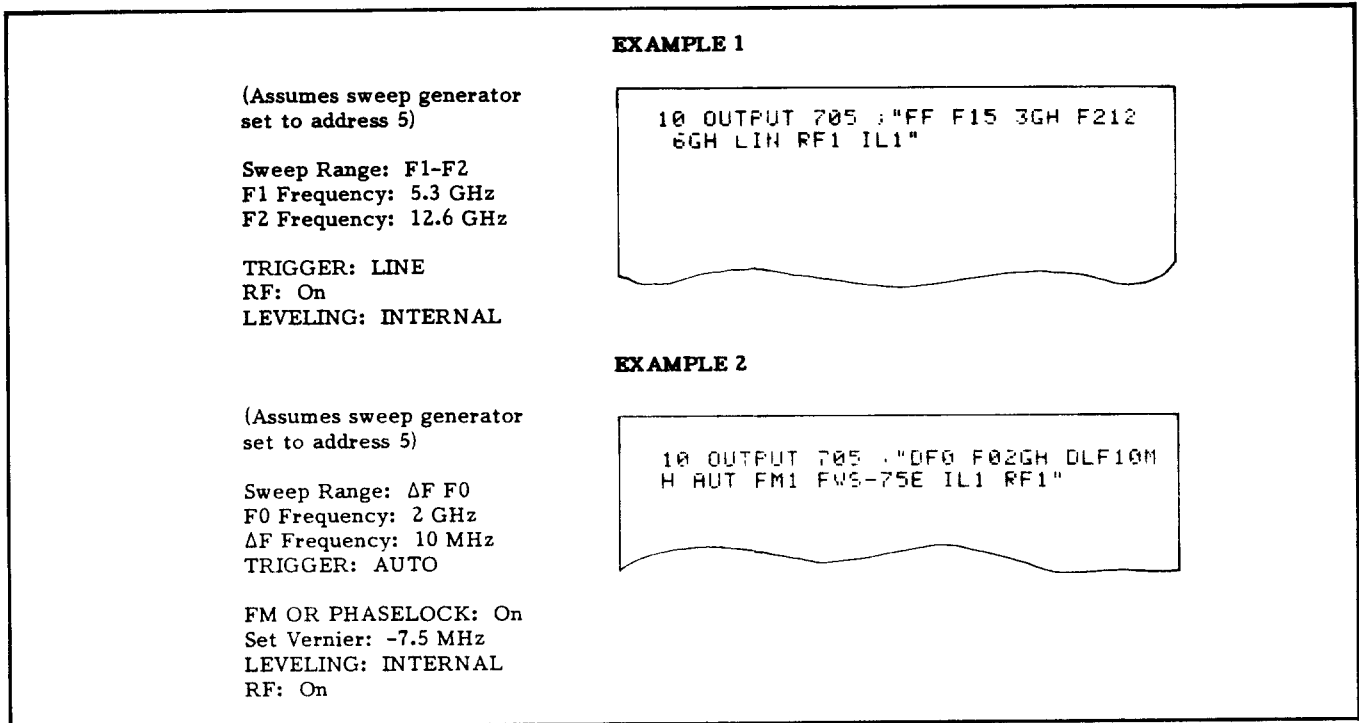 EXAMPLE 1
(Assumes sweep generator
set to address 5)
Sweep Range: F1-F2
F1 Frequency: 5.3 GHz
F2 Frequency: 12.6 GHz
TRIGGER: LINE
RF: On
LEVELING: INTERNAL
10 OUTPUT 705 ;"FF F15 3GH F212
6GH LIN RF1 IL1"
EXAMPLE 2
(Assumes sweep generator
set to address 5)
Sweep Range: ΔF F0
F0 Frequency: 2 GHz
ΔF Frequency: 10 MHz
TRIGGER: AUTO
FM OR PHASELOCK: On
Set Vernier: -7.5 MHz
LEVELING: INTERNAL
RF: On
10 OUTPUT 705 ;"DF0 F02GH DLF10M
H AUT FM1 FVS-75E IL1 RF1"